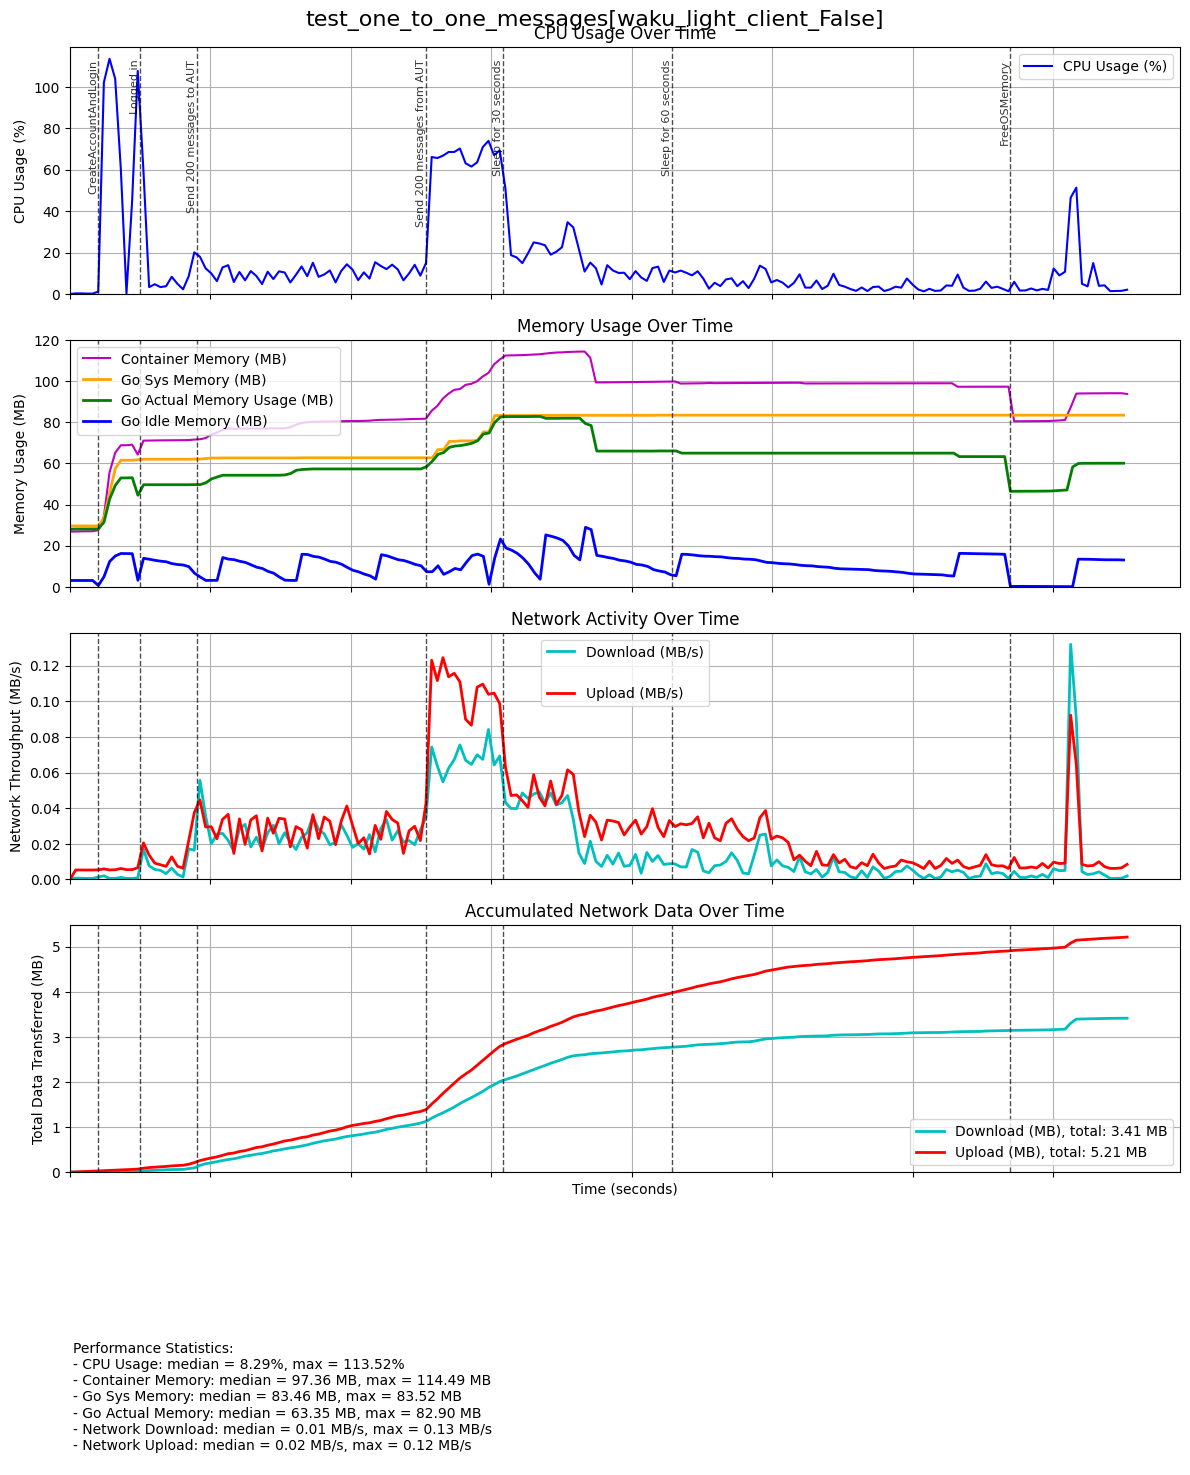 test_one_to_one_messages[waku_light_client_False]
CPU Usage Over Time
CPU Usage (%)
100
80
60
40
20
0
CreateAccountAndLogin
Logged in
Send 200 messages to AUT
Send 200 messages from AUT
Sleep for 30 seconds
Sleep for 60 seconds
FreeOSMemory
CPU Usage (%)
Memory Usage Over Time
Memory Usage (MB)
120
100
80
60
40
20
0
Container Memory (MB)
Go Sys Memory (MB)
Go Actual Memory Usage (MB)
Go Idle Memory (MB)
Network Activity Over Time
Network Throughput (MB/s)
0.12
0.10
0.08
0.06
0.04
0.02
0.00
Download (MB/s)
Upload (MB/s)
Accumulated Network Data Over Time
Total Data Transferred (MB)
5
4
3
2
1
0
Download (MB), total: 3.41 MB
Upload (MB), total: 5.21 MB
Time (seconds)
Performance Statistics:
- CPU Usage: median = 8.29%, max = 113.52%
- Container Memory: median = 97.36 MB, max = 114.49 MB
- Go Sys Memory: median = 83.46 MB, max = 83.52 MB
- Go Actual Memory: median = 63.35 MB, max = 82.90 MB
- Network Download: median = 0.01 MB/s, max = 0.13 MB/s
- Network Upload: median = 0.02 MB/s, max = 0.12 MB/s